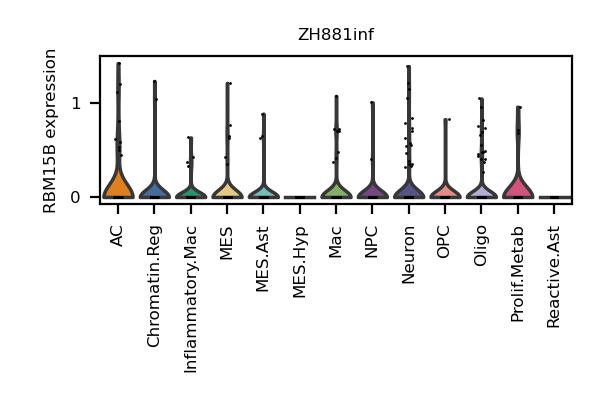 ZH881inf
RBM15B expression
1
0
AC
Chromatin.Reg
Inflammatory.Mac
MES
MES.Ast
MES.Hyp
Mac
NPC
Neuron
OPC
Oligo
Prolif.Metab
Reactive.Ast